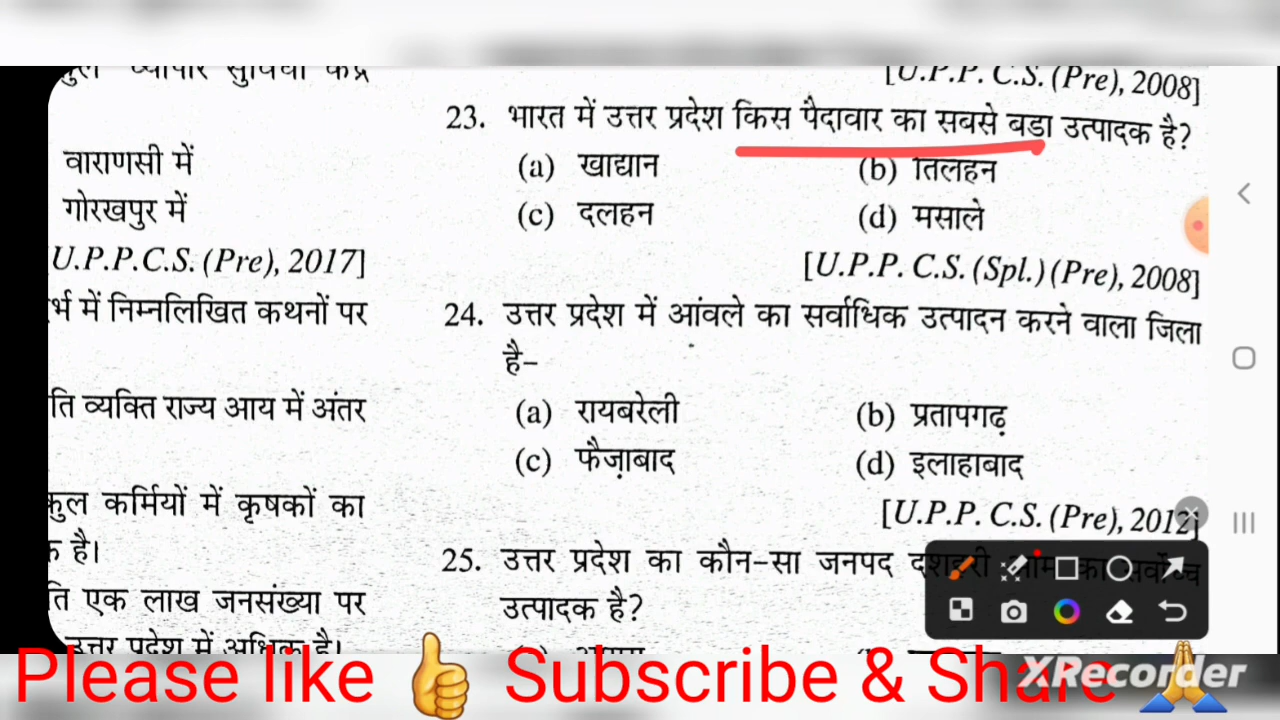 वाराणसी में
गोरखपुर में
U.P.P.C.S. (Pre), 2017]
में निम्नलिखित कथनों पर
व्यक्ति राज्य आय में अंतर
कर्मियों में कृषकों का
है।
एक लाख जनसंख्या पर
उत्तर प्रदेश में अधिक है।
[U.P.P. C.S. (Pre), 2008]
23. भारत में उत्तर प्रदेश किस पैदावार का सबसे बडा उत्पादक है?
(a) खाद्यान (b) तिलहन
(c) दलहन (d) मसाले
[U.P.P. C.S. (Spl.) (Pre), 2008]
24. उत्तर प्रदेश में आंवले का सर्वाधिक उत्पादन करने वाला जिला
है–
(a) रायबरेली (b) प्रतापगढ़
(c) फैज़ाबाद (d) इलाहाबाद
[U.P.P. C.S. (Pre), 2012]
25. उत्तर प्रदेश का कौन-सा जनपद दशहरी आम का सर्वोच्च
उत्पादक है?
Please like 👍 Subscribe & Share 🙏
XRecorder